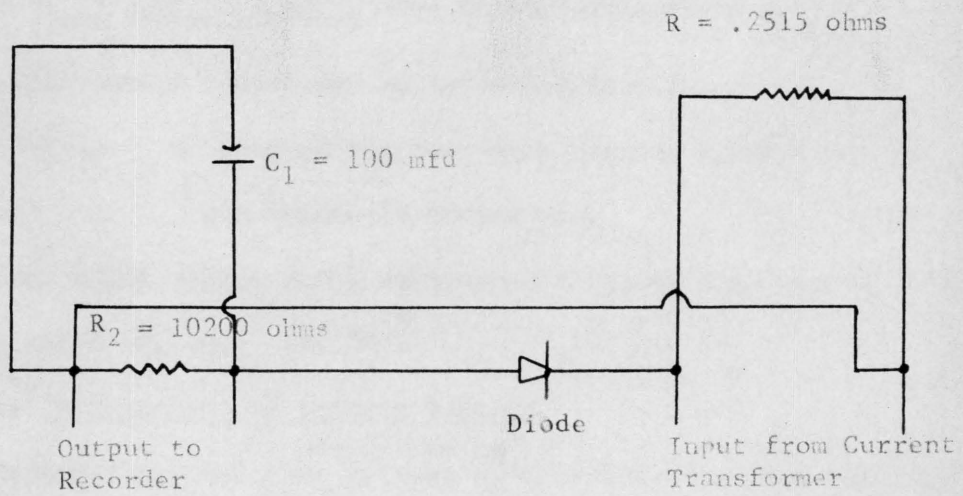 R = .2515 ohms
C1 = 100 mfd
R2 = 10200 ohms
Diode
Output to
Recorder
Input from Current
Transformer